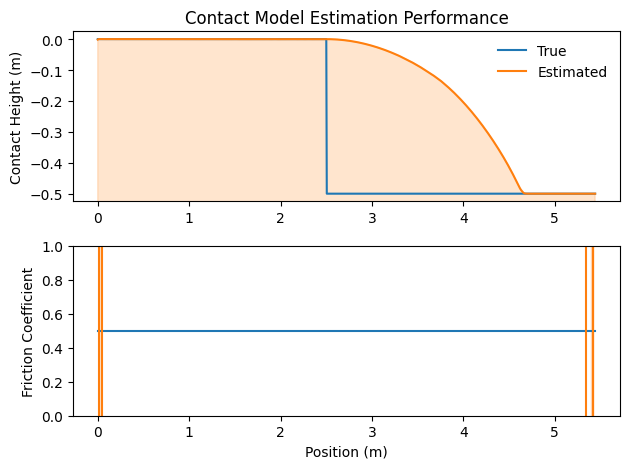 Contact Model Estimation Performance
Contact Height (m)
0.0
−0.1
−0.2
−0.3
−0.4
−0.5
True
Estimated
0 1 2 3 4 5
Friction Coefficient
1.0
0.8
0.6
0.4
0.2
0.0
0 1 2 3 4 5
Position (m)